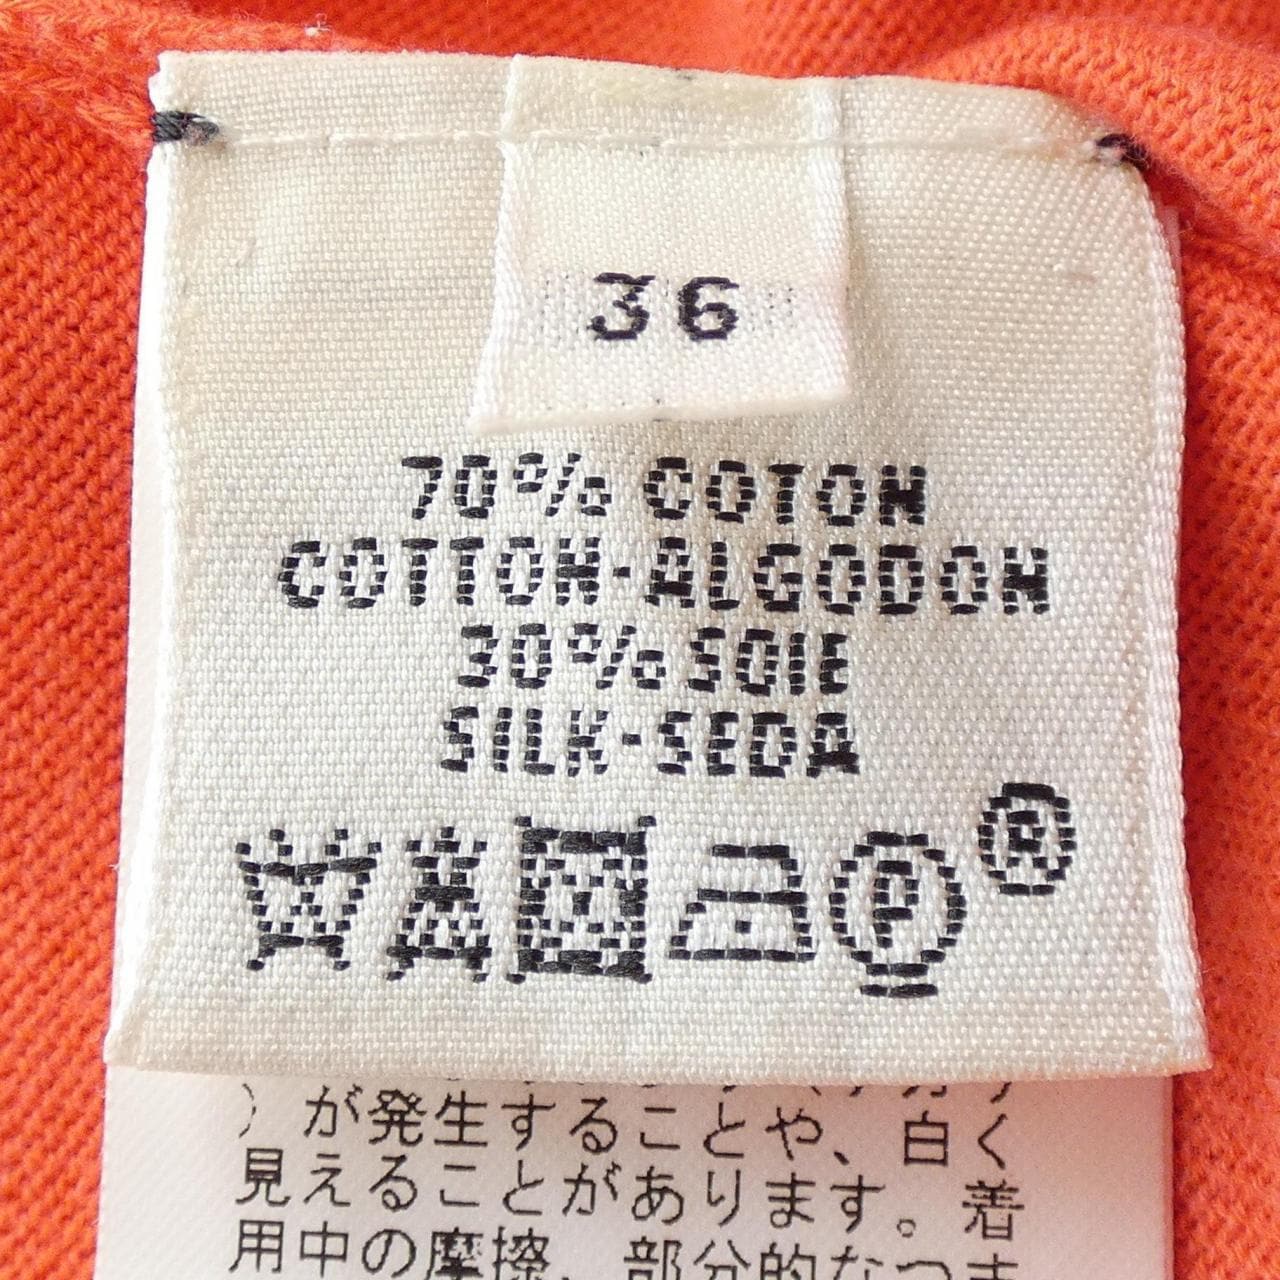 36
70% COTON
COTTON-ALGODON
30% SOIE
SILK-SEDA
P ®
が発生することや、白く
見えることがあります。着
用中の摩擦、部分的な